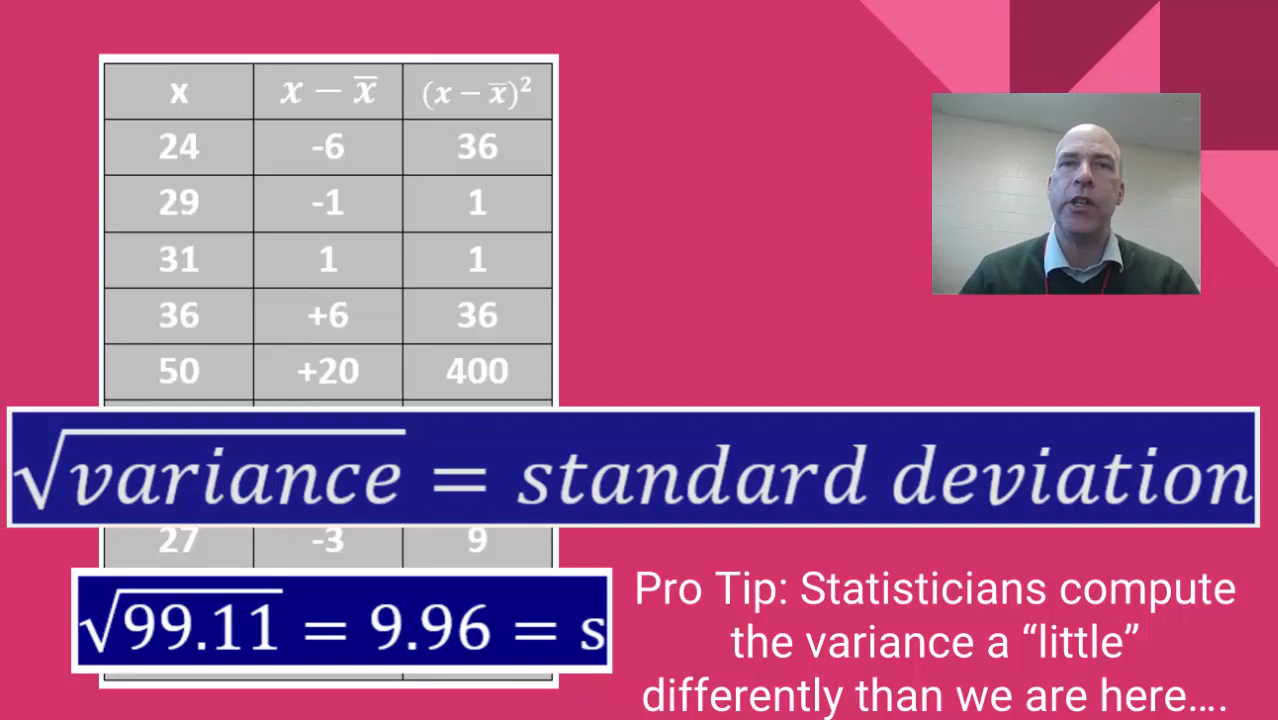 x x − x̅ (x − x̅)²
24 -6 36
29 -1 1
31 1 1
36 +6 36
50 +20 400
√variance = standard deviation
27 -3 9
√99.11 = 9.96 = s
Pro Tip: Statisticians compute
the variance a “little”
differently than we are here….